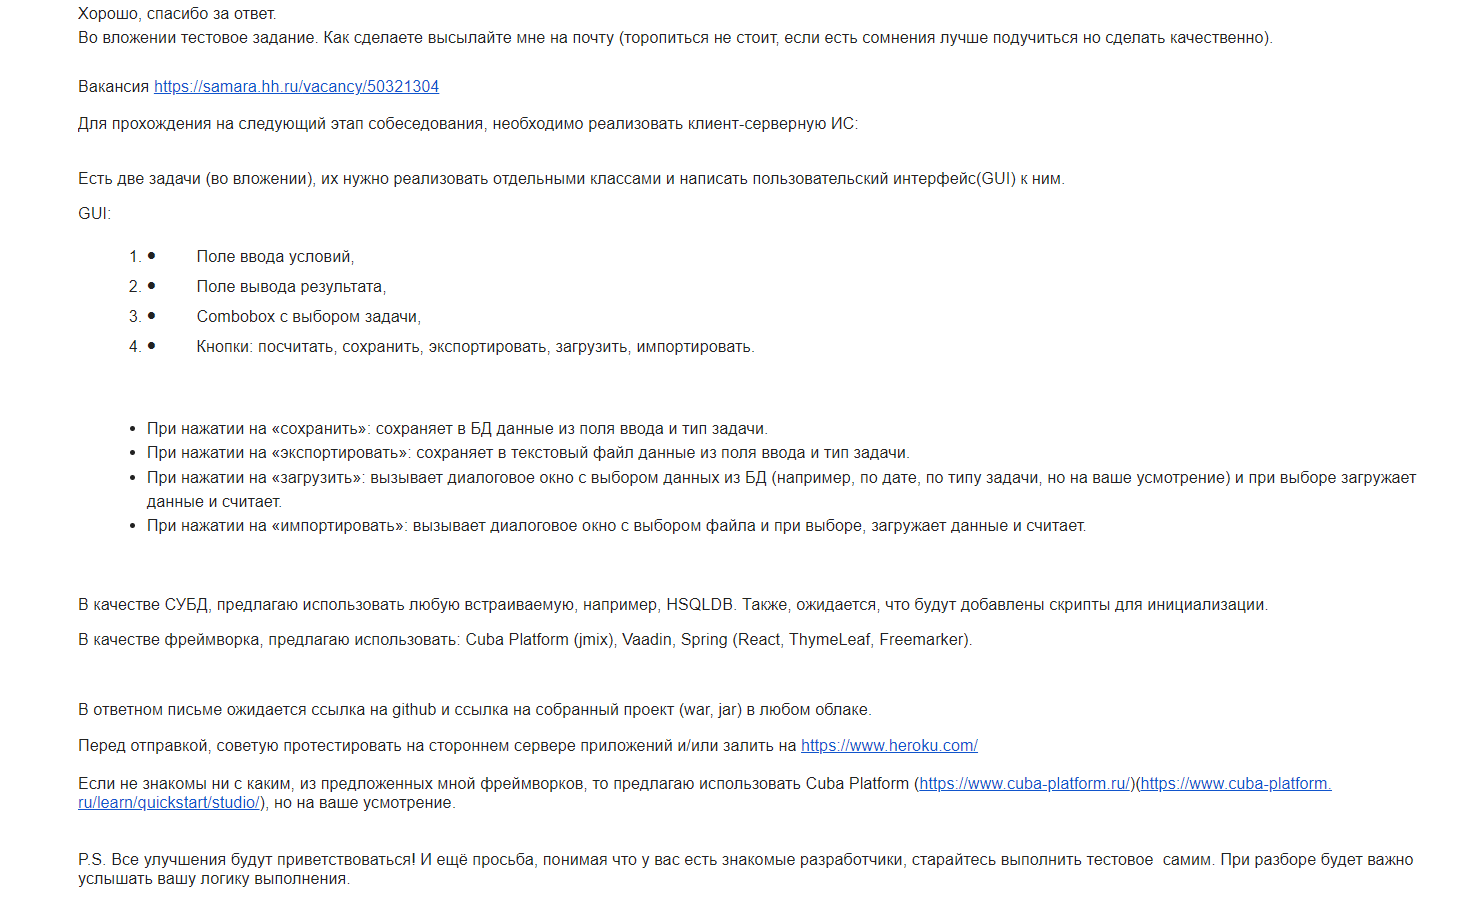 Хорошо, спасибо за ответ.
Во вложении тестовое задание. Как сделаете высылайте мне на почту (торопиться не стоит, если есть сомнения лучше подучиться но сделать качественно).
Вакансия https://samara.hh.ru/vacancy/50321304
Для прохождения на следующий этап собеседования, необходимо реализовать клиент-серверную ИС:
Есть две задачи (во вложении), их нужно реализовать отдельными классами и написать пользовательский интерфейс(GUI) к ним.
GUI:
1. ● Поле ввода условий,
2. ● Поле вывода результата,
3. ● Combobox с выбором задачи,
4. ● Кнопки: посчитать, сохранить, экспортировать, загрузить, импортировать.
• При нажатии на «сохранить»: сохраняет в БД данные из поля ввода и тип задачи.
• При нажатии на «экспортировать»: сохраняет в текстовый файл данные из поля ввода и тип задачи.
• При нажатии на «загрузить»: вызывает диалоговое окно с выбором данных из БД (например, по дате, по типу задачи, но на ваше усмотрение) и при выборе загружает
данные и считает.
• При нажатии на «импортировать»: вызывает диалоговое окно с выбором файла и при выборе, загружает данные и считает.
В качестве СУБД, предлагаю использовать любую встраиваемую, например, HSQLDB. Также, ожидается, что будут добавлены скрипты для инициализации.
В качестве фреймворка, предлагаю использовать: Cuba Platform (jmix), Vaadin, Spring (React, ThymeLeaf, Freemarker).
В ответном письме ожидается ссылка на github и ссылка на собранный проект (war, jar) в любом облаке.
Перед отправкой, советую протестировать на стороннем сервере приложений и/или залить на https://www.heroku.com/
Если не знакомы ни с каким, из предложенных мной фреймворков, то предлагаю использовать Cuba Platform (https://www.cuba-platform.ru/)(https://www.cuba-platform.
ru/learn/quickstart/studio/), но на ваше усмотрение.
P.S. Все улучшения будут приветствоваться! И ещё просьба, понимая что у вас есть знакомые разработчики, старайтесь выполнить тестовое  самим. При разборе будет важно
услышать вашу логику выполнения.